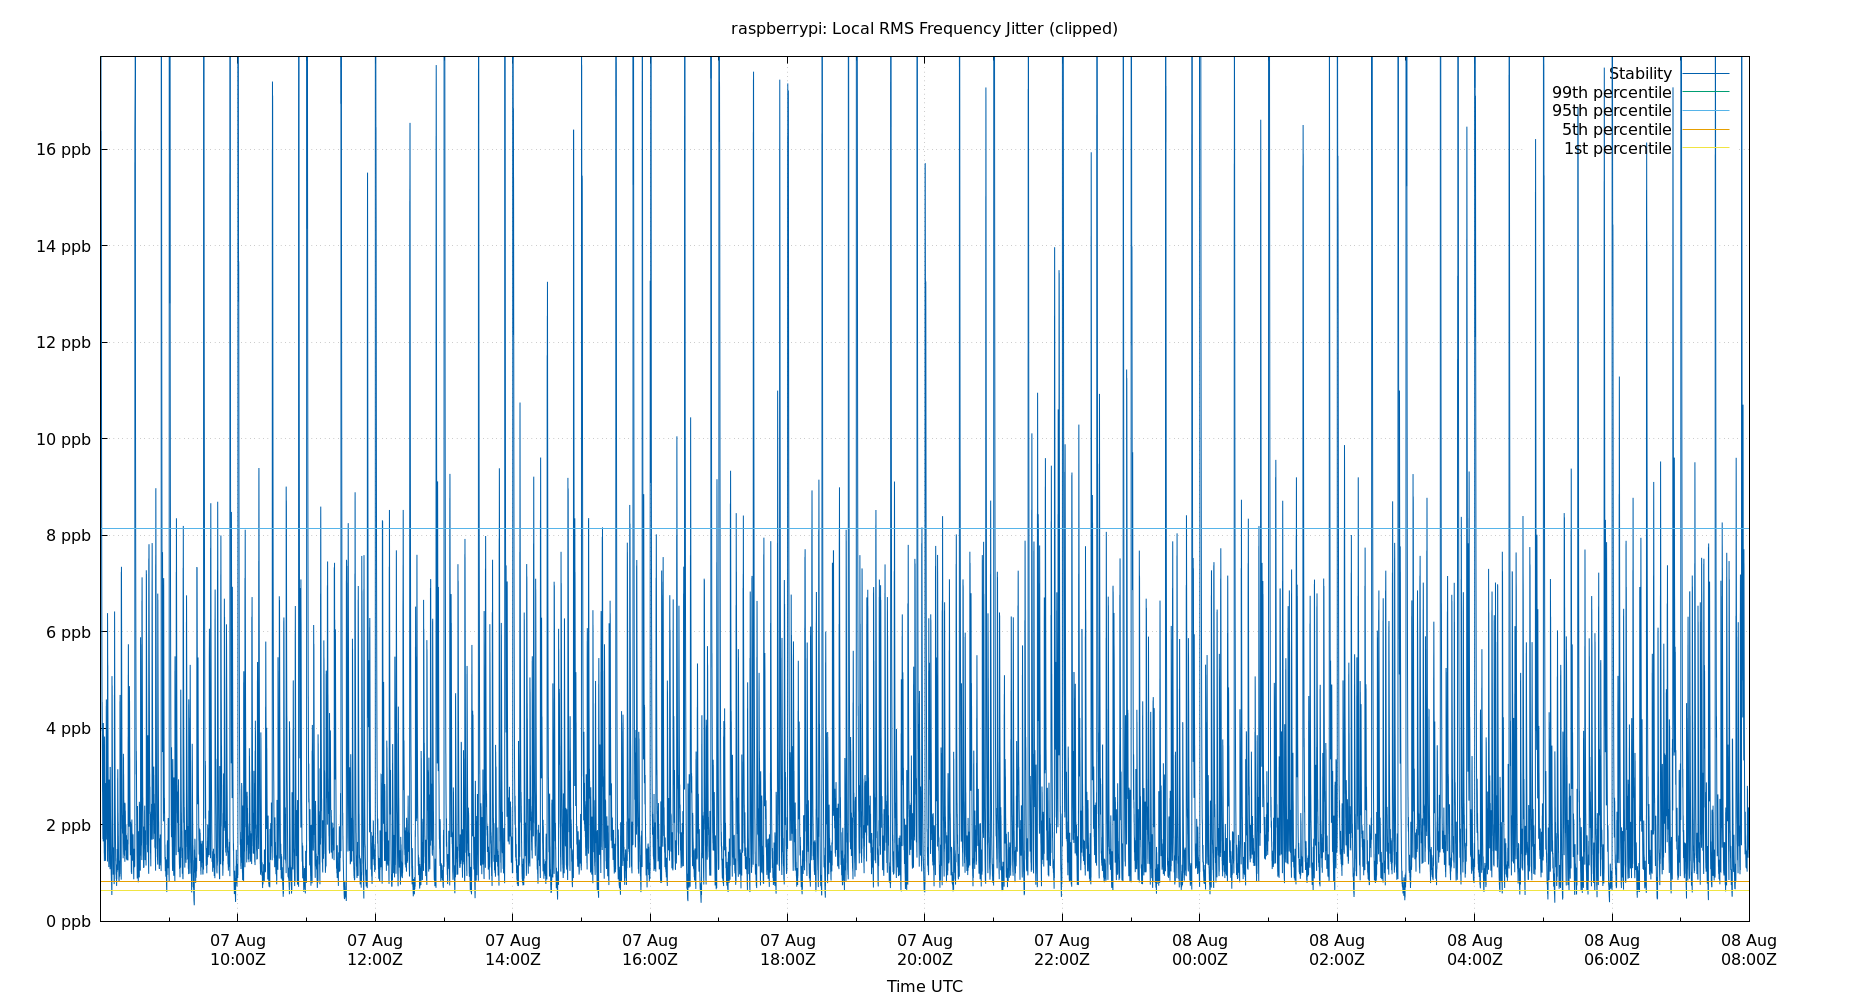 raspberrypi: Local RMS Frequency Jitter (clipped)
Stability
99th percentile
95th percentile
5th percentile
1st percentile
16 ppb
14 ppb
12 ppb
10 ppb
8 ppb
6 ppb
4 ppb
2 ppb
0 ppb
07 Aug 07 Aug 07 Aug 07 Aug 07 Aug 07 Aug 07 Aug 08 Aug 08 Aug 08 Aug 08 Aug 08 Aug
10:00Z 12:00Z 14:00Z 16:00Z 18:00Z 20:00Z 22:00Z 00:00Z 02:00Z 04:00Z 06:00Z 08:00Z
Time UTC